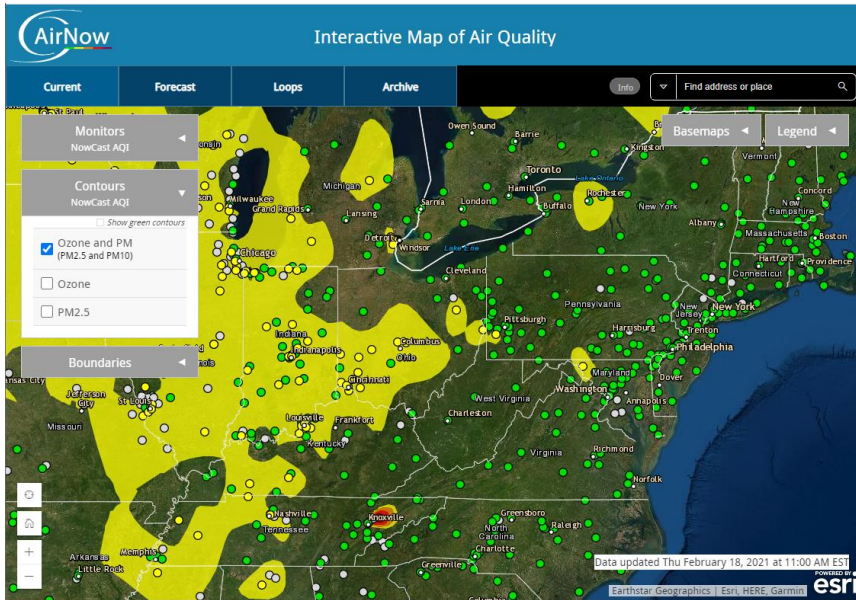 AirNow
Interactive Map of Air Quality
Current
Forecast
Loops
Archive
Info
Find address or place
Monitors
NowCast AQI
Contours
NowCast AQI
Show green contours
Ozone and PM
(PM2.5 and PM10)
Ozone
PM2.5
Boundaries
Basemaps
Legend
Owen Sound
Barrie
Kingston
Vermont
Toronto
Lake Ontario
Hamilton
Rochester
Concord
New
Hampshire
Michigan
Milwaukee
Grand Rapids
Lansing
Sarnia
London
Buffalo
New York
Albany
Massachusetts
Boston
Detroit
Windsor
Lake Erie
Hartford
Providence
Connecticut
Chicago
Cleveland
Pennsylvania
New
Jersey
New York
Pittsburgh
Harrisburg
Trenton
Philadelphia
Indiana
Indianapolis
Columbus
Ohio
Maryland
Dover
Cincinnati
Washington
Annapolis
Jefferson
City
St Louis
West Virginia
Charleston
Missouri
Louisville
Frankfort
Kentucky
Virginia
Richmond
Norfolk
Nashville
Tennessee
Knoxville
Greensboro
Raleigh
North
Carolina
Charlotte
Memphis
Arkansas
Little Rock
Greenville
Data updated Thu February 18, 2021 at 11:00 AM EST
Earthstar Geographics | Esri, HERE, Garmin
POWERED BY
esri